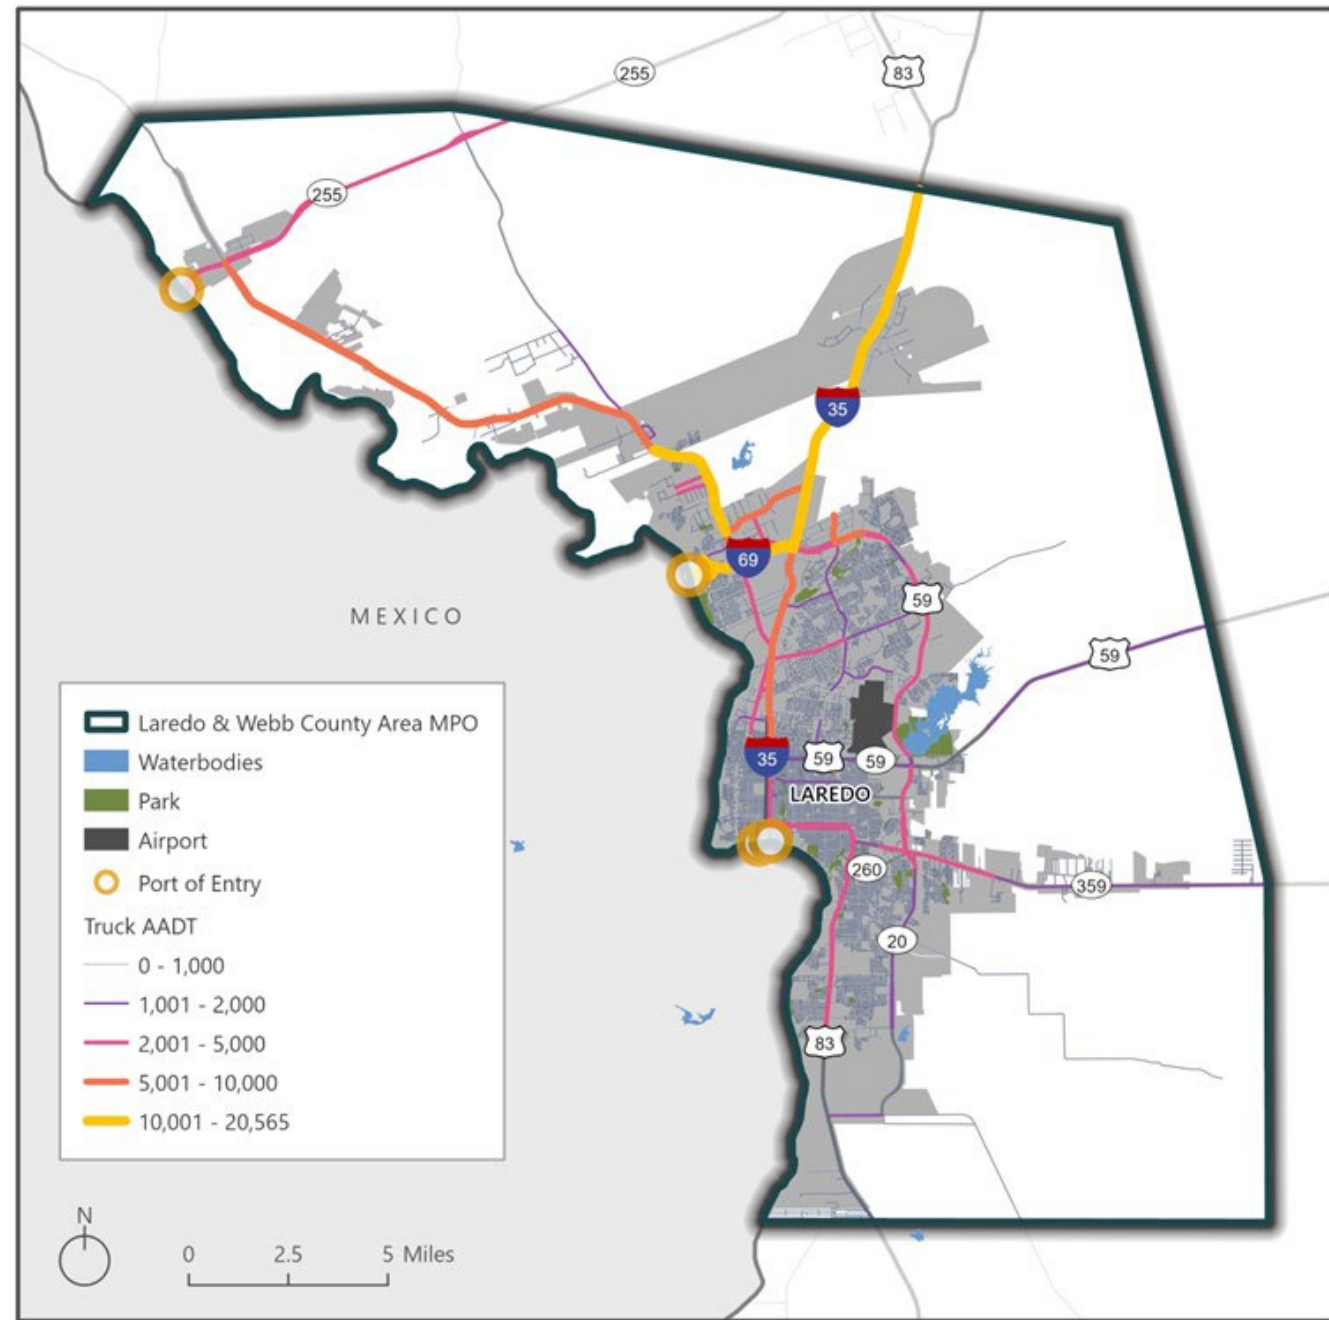 255
83
255
35
69
59
59
MEXICO
35
59
59
LAREDO
260
359
20
83
Laredo & Webb County Area MPO
Waterbodies
Park
Airport
Port of Entry
Truck AADT
0 - 1,000
1,001 - 2,000
2,001 - 5,000
5,001 - 10,000
10,001 - 20,565
N
0 2.5 5 Miles